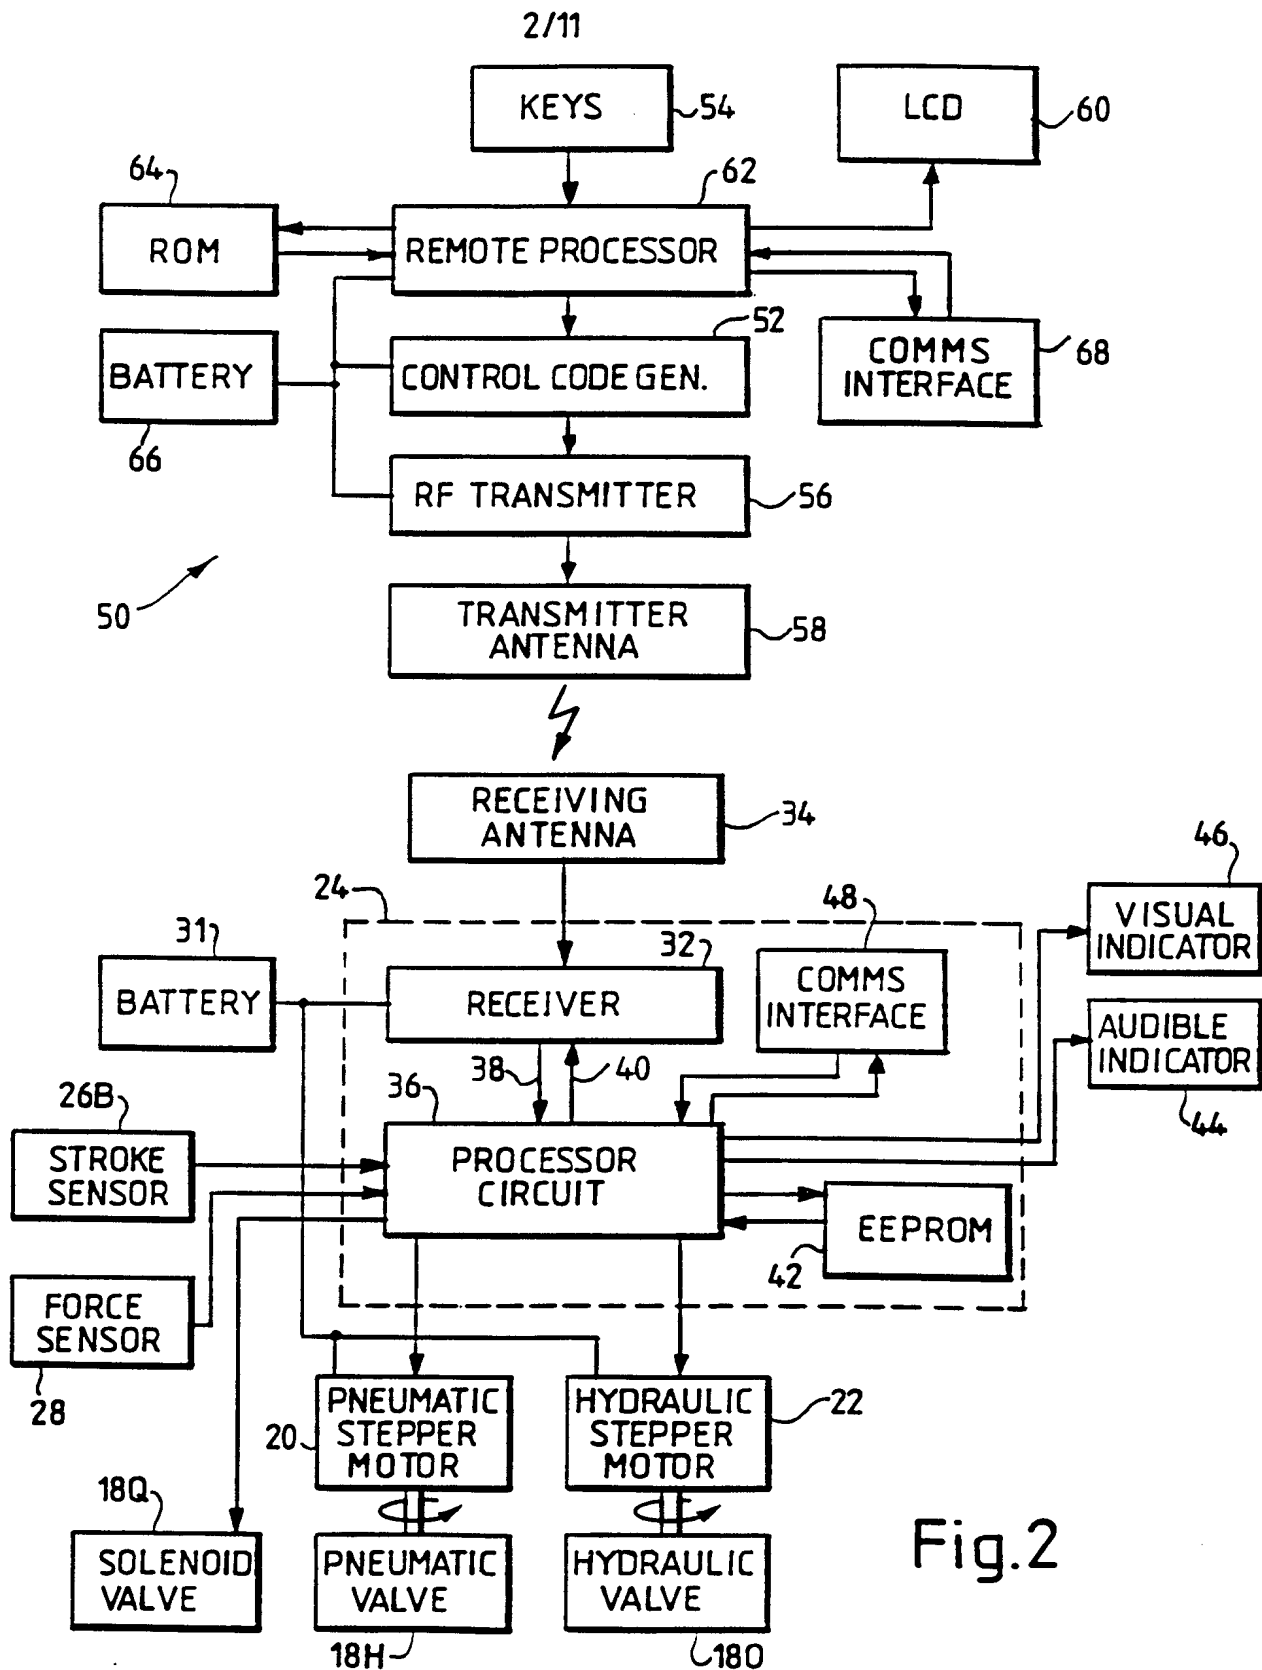 2/11
KEYS
54
LCD
60
64
62
ROM
REMOTE PROCESSOR
52
BATTERY
66
CONTROL CODE GEN.
COMMS
INTERFACE
68
RF TRANSMITTER
56
50
TRANSMITTER
ANTENNA
58
RECEIVING
ANTENNA
34
46
24
48
VISUAL
INDICATOR
31
32
BATTERY
RECEIVER
COMMS
INTERFACE
AUDIBLE
INDICATOR
44
38
40
36
26B
STROKE
SENSOR
PROCESSOR
CIRCUIT
EEPROM
42
FORCE
SENSOR
28
PNEUMATIC
STEPPER
MOTOR
20
HYDRAULIC
STEPPER
MOTOR
22
18Q
SOLENOID
VALVE
PNEUMATIC
VALVE
18H
HYDRAULIC
VALVE
18O
Fig.2